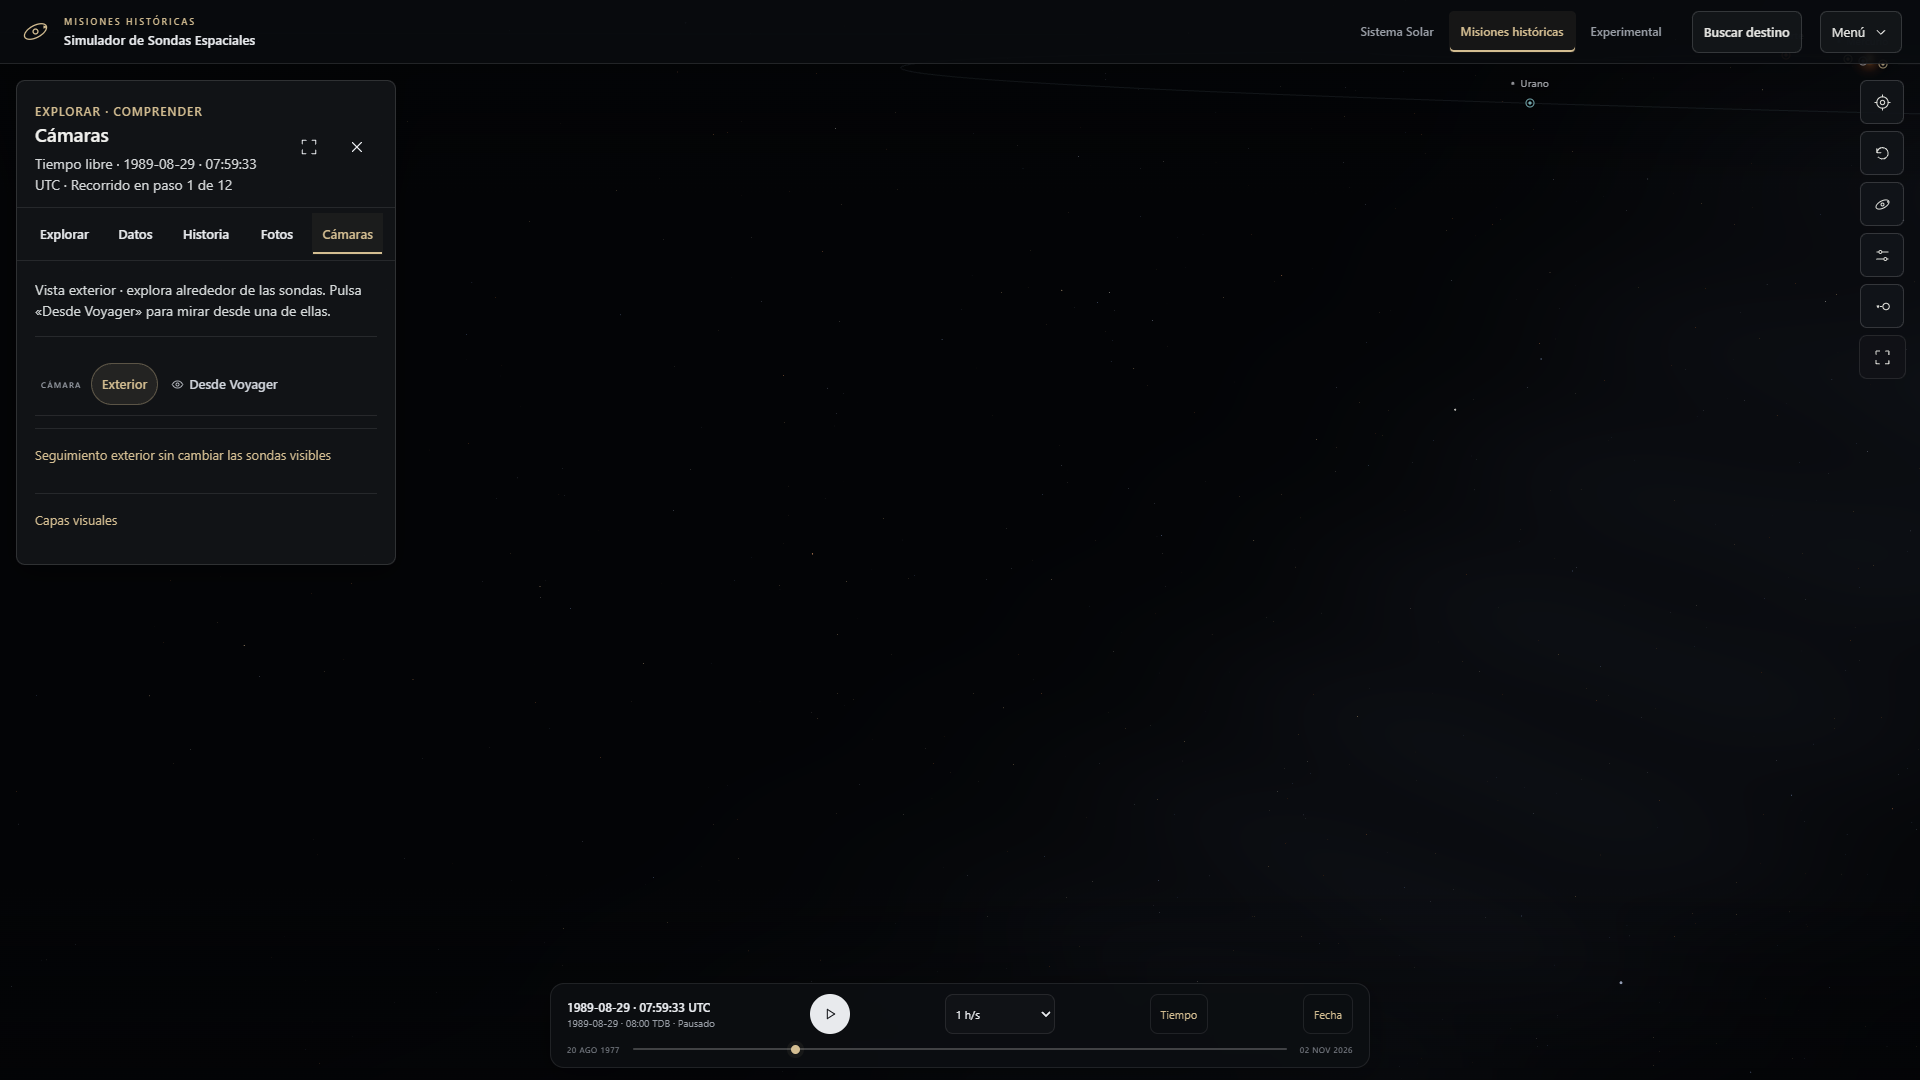 MISIONES HISTÓRICAS
Simulador de Sondas Espaciales
Sistema Solar
Misiones históricas
Experimental
Buscar destino
Menú
Urano
EXPLORAR · COMPRENDER
Cámaras
Tiempo libre · 1989-08-29 · 07:59:33
UTC · Recorrido en paso 1 de 12
Explorar
Datos
Historia
Fotos
Cámaras
Vista exterior · explora alrededor de las sondas. Pulsa
«Desde Voyager» para mirar desde una de ellas.
CÁMARA
Exterior
Desde Voyager
Seguimiento exterior sin cambiar las sondas visibles
Capas visuales
1989-08-29 · 07:59:33 UTC
1989-08-29 · 08:00 TDB · Pausado
1 h/s
Tiempo
Fecha
20 AGO 1977
02 NOV 2026